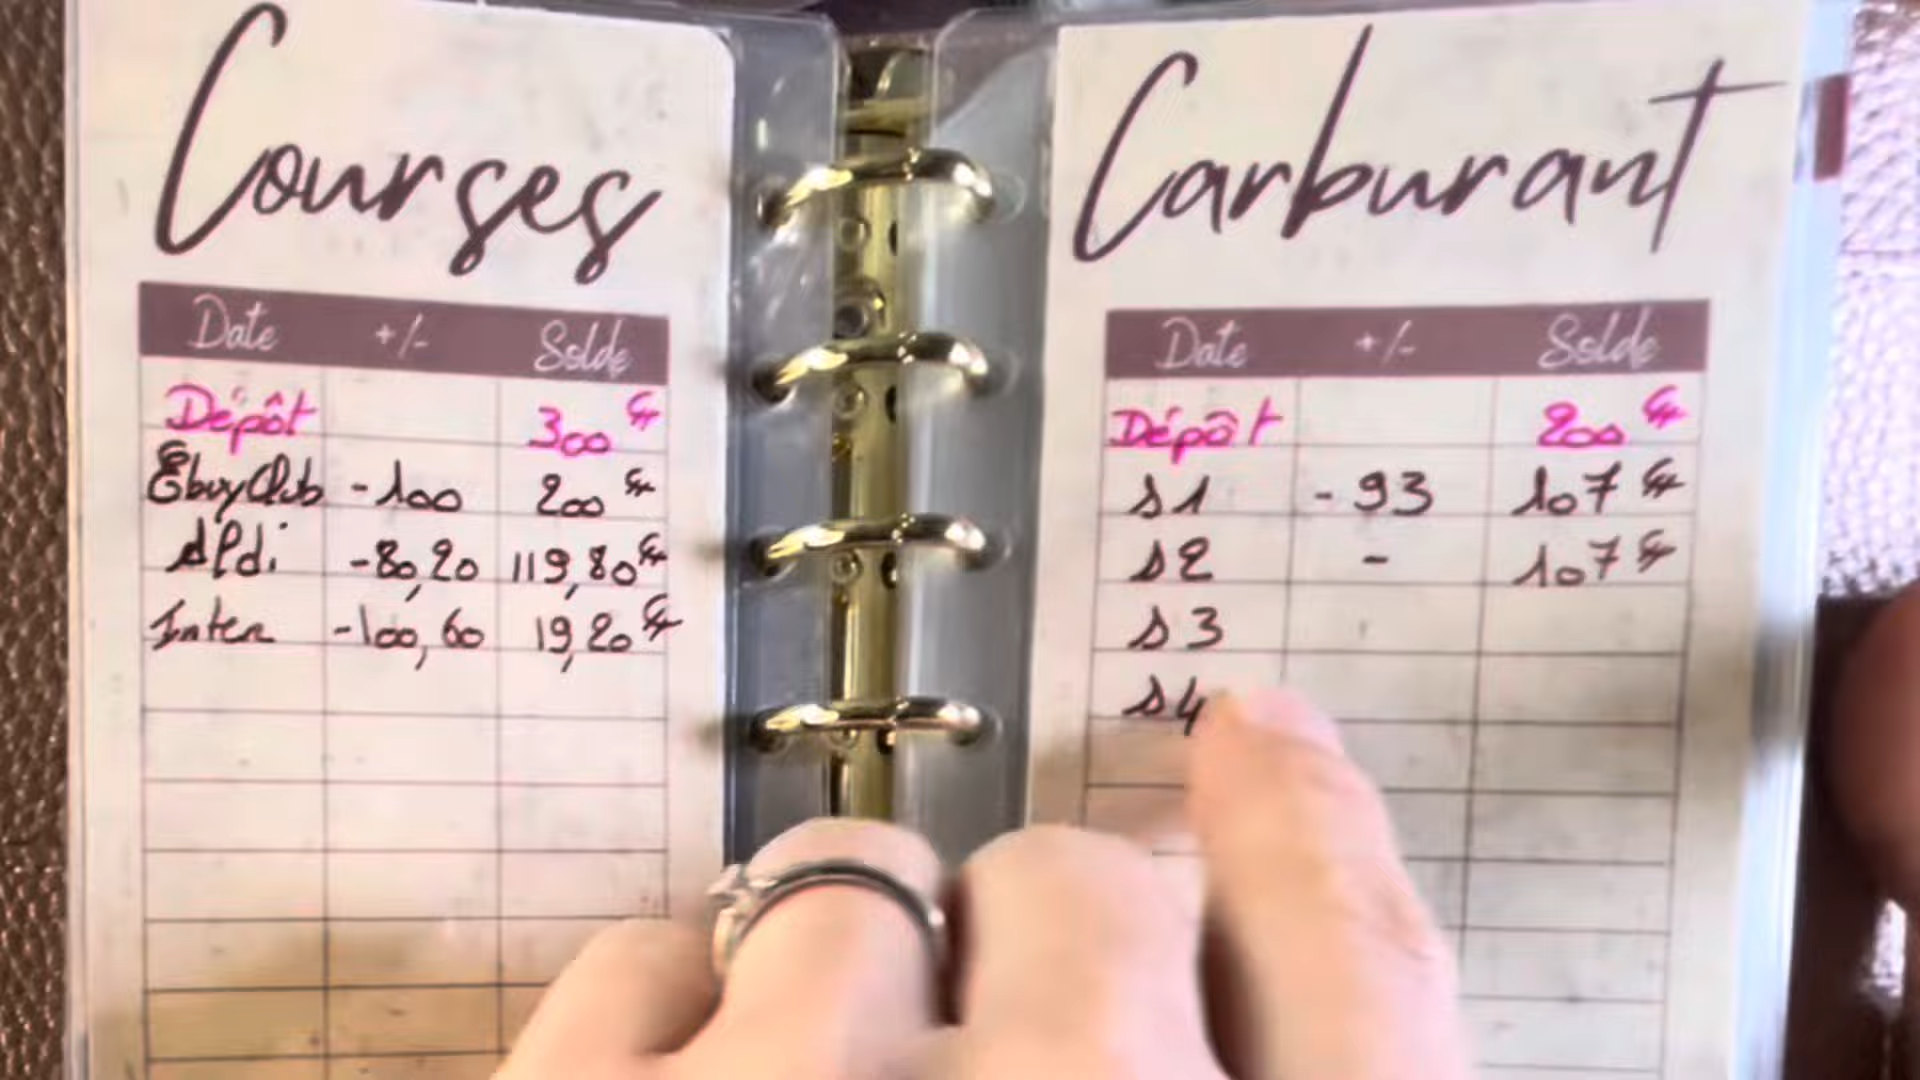 Courses
Date +/- Solde
Dépôt 300 €
EbuyClub -100 200 €
Aldi -80,20 119,80 €
Inter -100,60 19,20 €
Carburant
Date +/- Solde
Dépôt 200 €
S1 - 93 107 €
S2 - 107 €
S3
S4